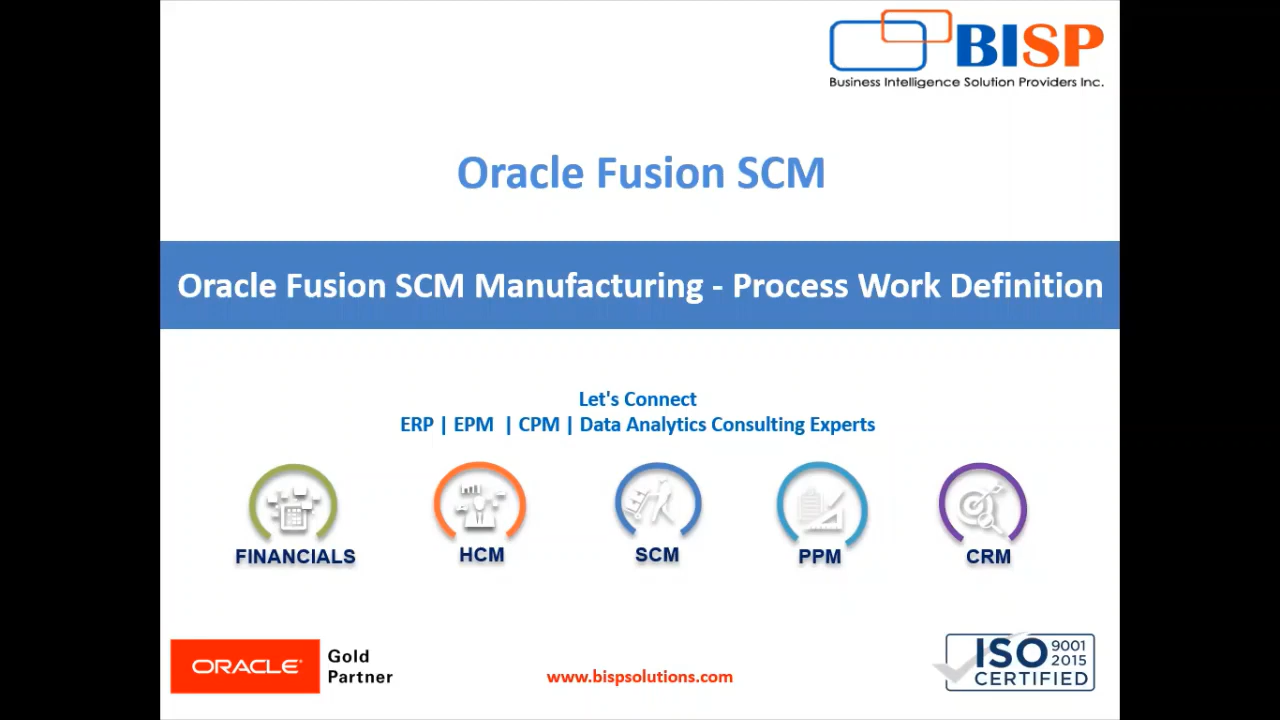 BISP
Business Intelligence Solution Providers Inc.
Oracle Fusion SCM
Oracle Fusion SCM Manufacturing - Process Work Definition
Let's Connect
ERP | EPM | CPM | Data Analytics Consulting Experts
FINANCIALS
HCM
SCM
PPM
CRM
ORACLE®
Gold
Partner
www.bispsolutions.com
ISO 9001
2015
CERTIFIED